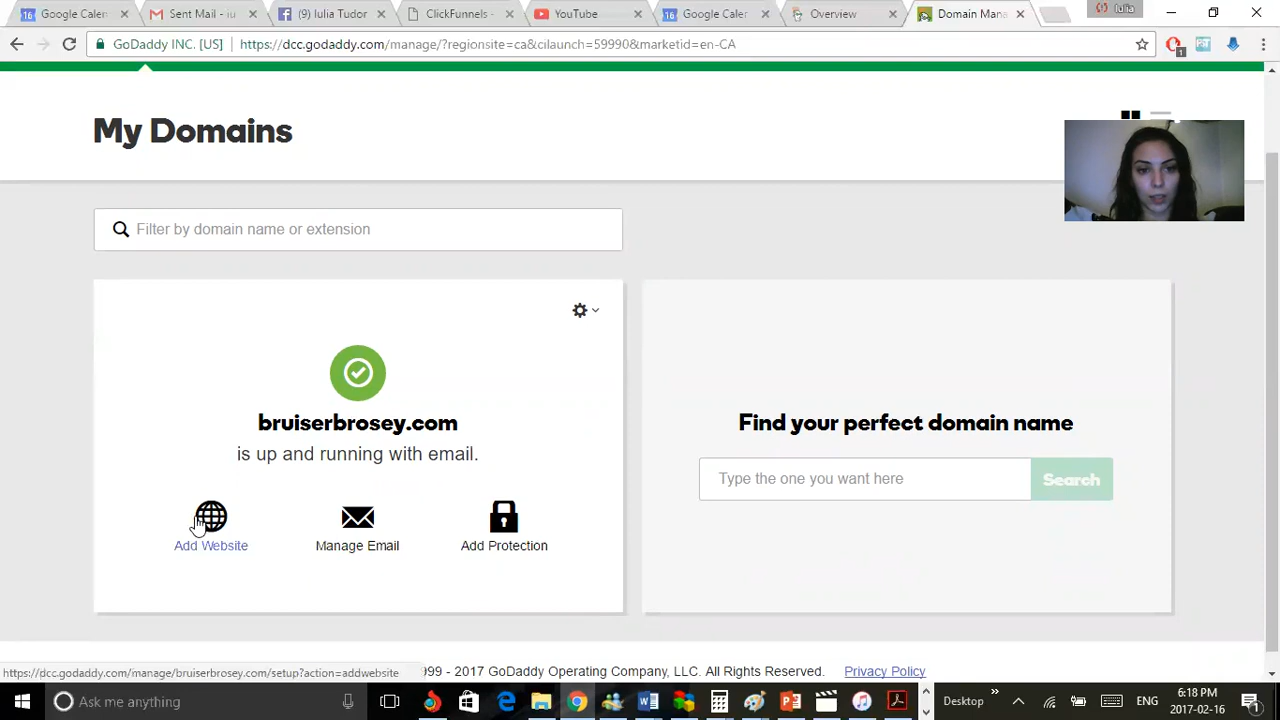 Google Caler
Sent Mail - iu
(9) Iulia Tudor
ClickFunnels -
YouTube
Google Caler
Overview
Domain Mana
Iulia
GoDaddy INC. [US]
https://dcc.godaddy.com/manage/?regionsite=ca&cilaunch=59990&marketid=en-CA
My Domains
Filter by domain name or extension
bruiserbrosey.com
is up and running with email.
Add Website
Manage Email
Add Protection
Find your perfect domain name
Type the one you want here
Search
https://dcc.godaddy.com/manage/bruiserbrosey.com/setup?action=addwebsite
999 - 2017 GoDaddy Operating Company, LLC. All Rights Reserved.
Privacy Policy
Ask me anything
Desktop
ENG
6:18 PM
2017-02-16